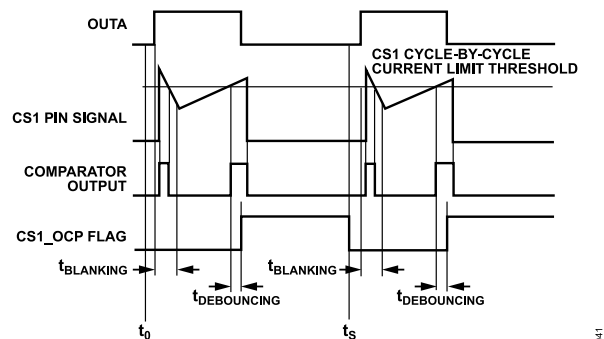 OUTA
CS1 CYCLE-BY-CYCLE
CURRENT LIMIT THRESHOLD
CS1 PIN SIGNAL
COMPARATOR
OUTPUT
CS1_OCP FLAG
tBLANKING
tBLANKING
tDEBOUNCING
tDEBOUNCING
t0
tS
41